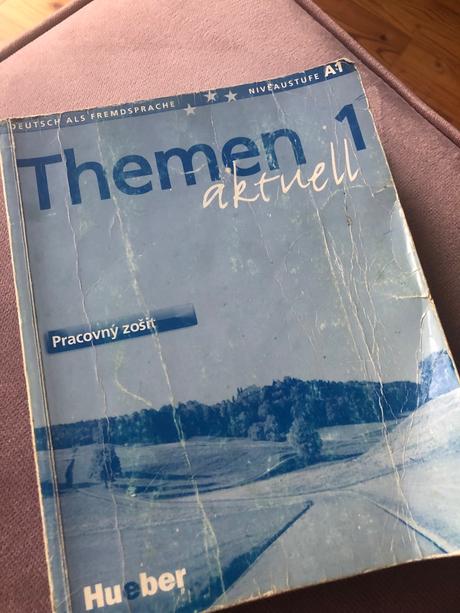 DEUTSCH ALS FREMDSPRACHE NIVEAUSTUFE A1
Themen 1
aktuell
Pracovný zošit
Hueber